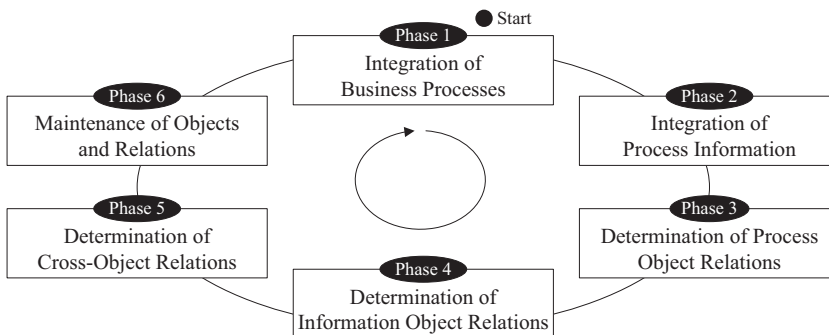 Start
Phase 1
Integration of
Business Processes
Phase 2
Integration of
Process Information
Phase 3
Determination of Process
Object Relations
Phase 4
Determination of
Information Object Relations
Phase 5
Determination of
Cross-Object Relations
Phase 6
Maintenance of Objects
and Relations